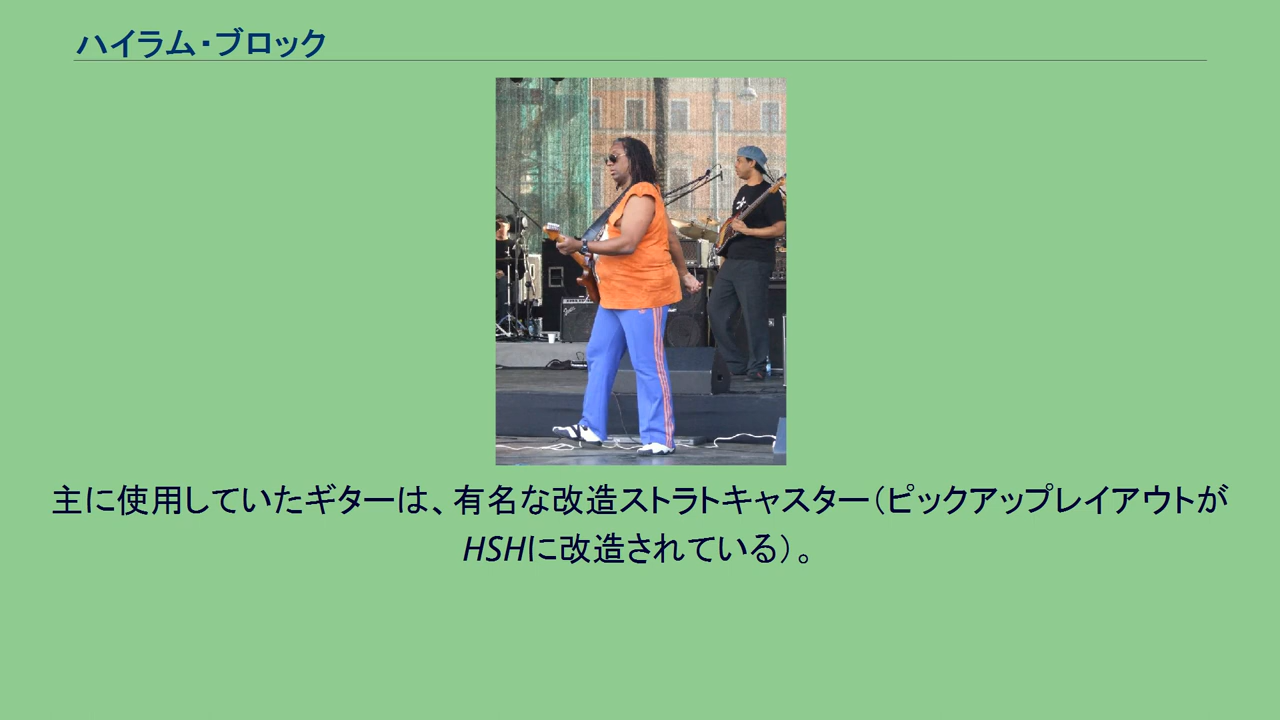 ハイラム・ブロック
主に使用していたギターは、有名な改造ストラトキャスター（ピックアップレイアウトが
HSHに改造されている）。